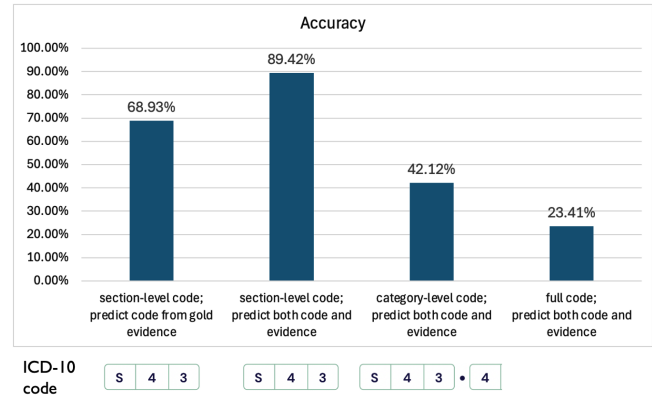 Accuracy
100.00%
90.00%
80.00%
70.00%
60.00%
50.00%
40.00%
30.00%
20.00%
10.00%
0.00%
68.93%
89.42%
42.12%
23.41%
section-level code;
predict code from gold
evidence
section-level code;
predict both code and
evidence
category-level code;
predict both code and
evidence
full code;
predict both code and
evidence
ICD-10
code
S 4 3
S 4 3
S 4 3 • 4